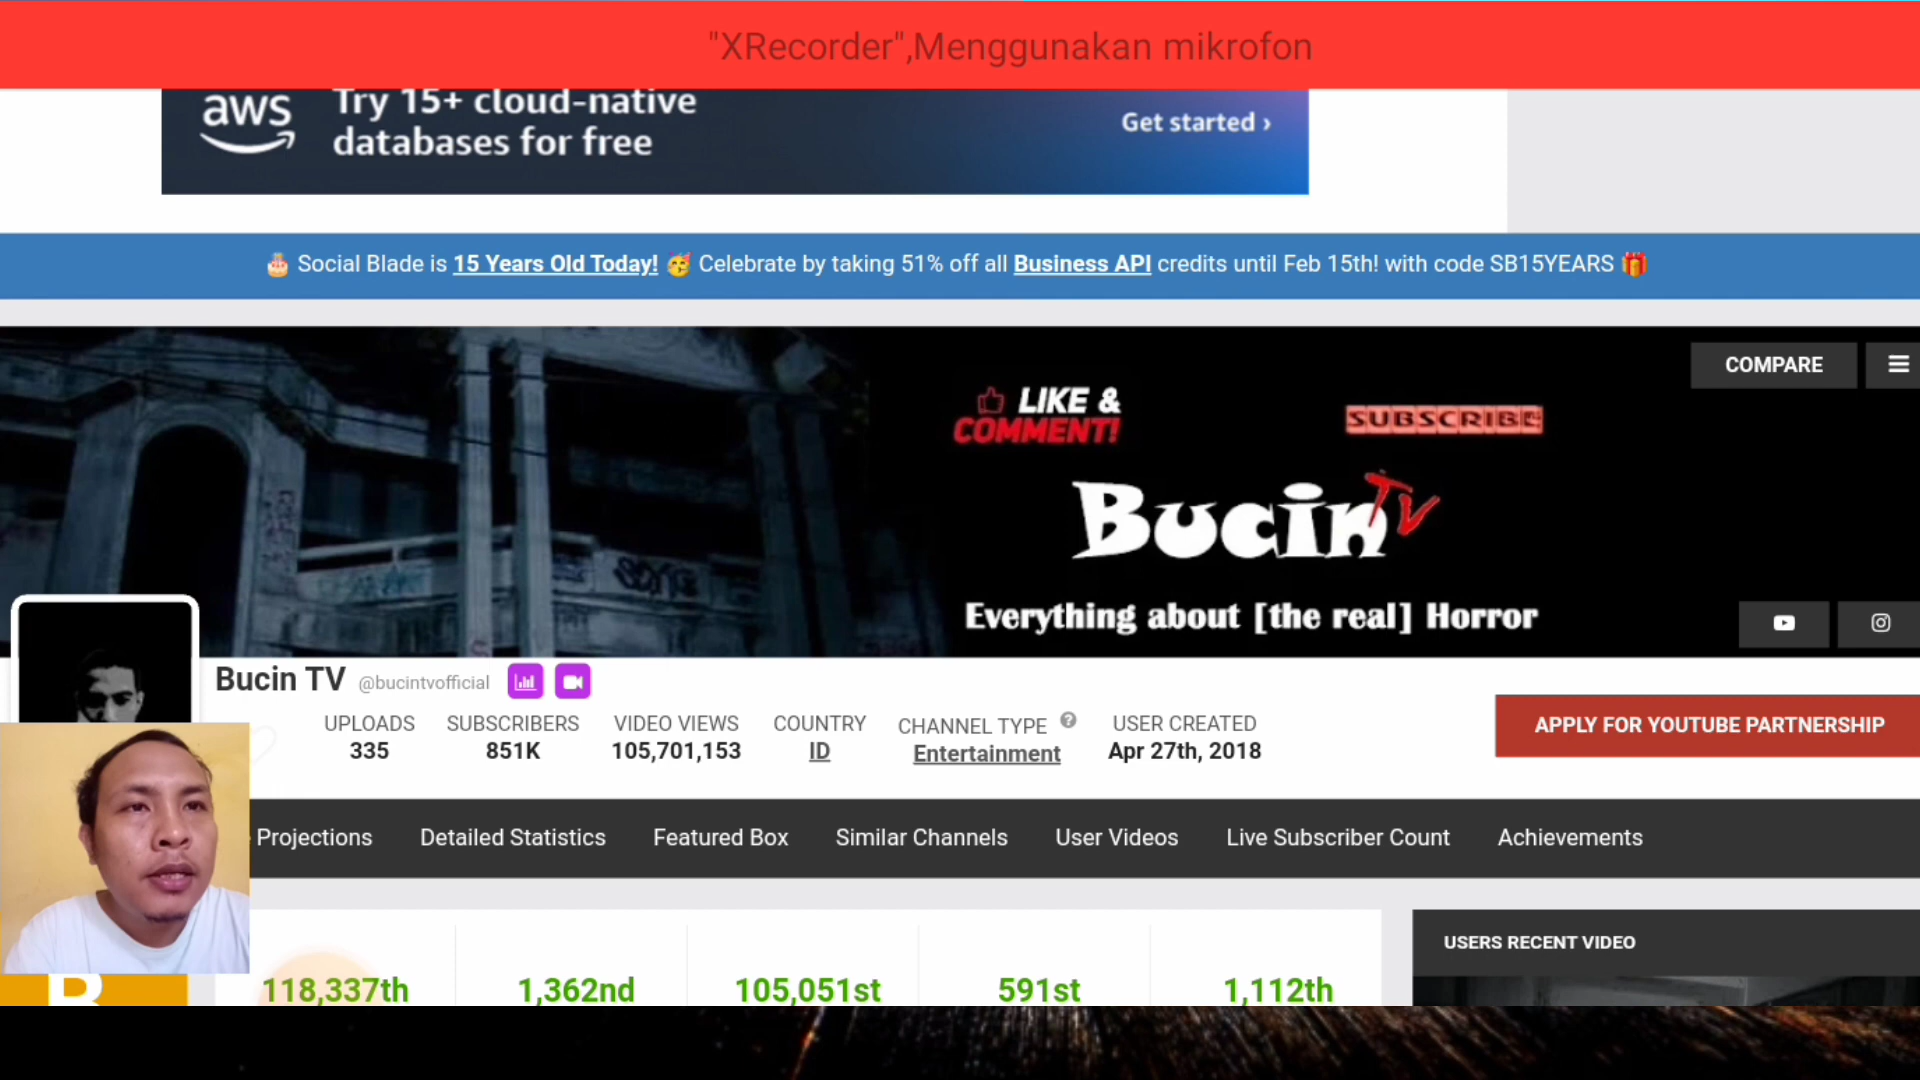 "XRecorder",Menggunakan mikrofon
aws
Try 15+ cloud-native
databases for free
Get started ›
Social Blade is 15 Years Old Today! Celebrate by taking 51% off all Business API credits until Feb 15th! with code SB15YEARS
COMPARE
LIKE &
COMMENT!
SUBSCRIBE
Bucin TV
Everything about [the real] Horror
Bucin TV @bucintvofficial
UPLOADS
335
SUBSCRIBERS
851K
VIDEO VIEWS
105,701,153
COUNTRY
ID
CHANNEL TYPE
Entertainment
USER CREATED
Apr 27th, 2018
APPLY FOR YOUTUBE PARTNERSHIP
Projections Detailed Statistics Featured Box Similar Channels User Videos Live Subscriber Count Achievements
USERS RECENT VIDEO
B
118,337th 1,362nd 105,051st 591st 1,112th